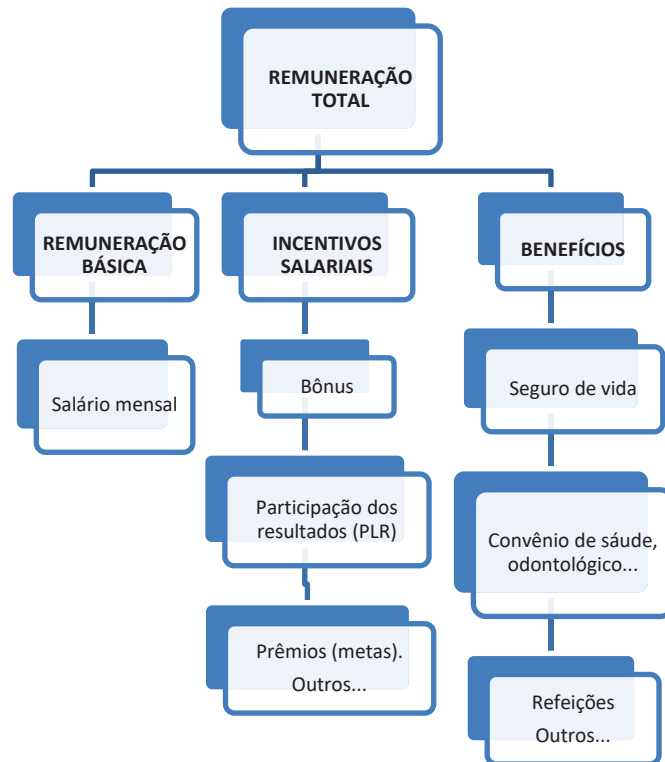 REMUNERAÇÃO
TOTAL
REMUNERAÇÃO
BÁSICA
Salário mensal
INCENTIVOS
SALARIAIS
Bônus
Participação dos
resultados (PLR)
Prêmios (metas).
Outros...
BENEFÍCIOS
Seguro de vida
Convênio de sáude,
odontológico...
Refeições
Outros...